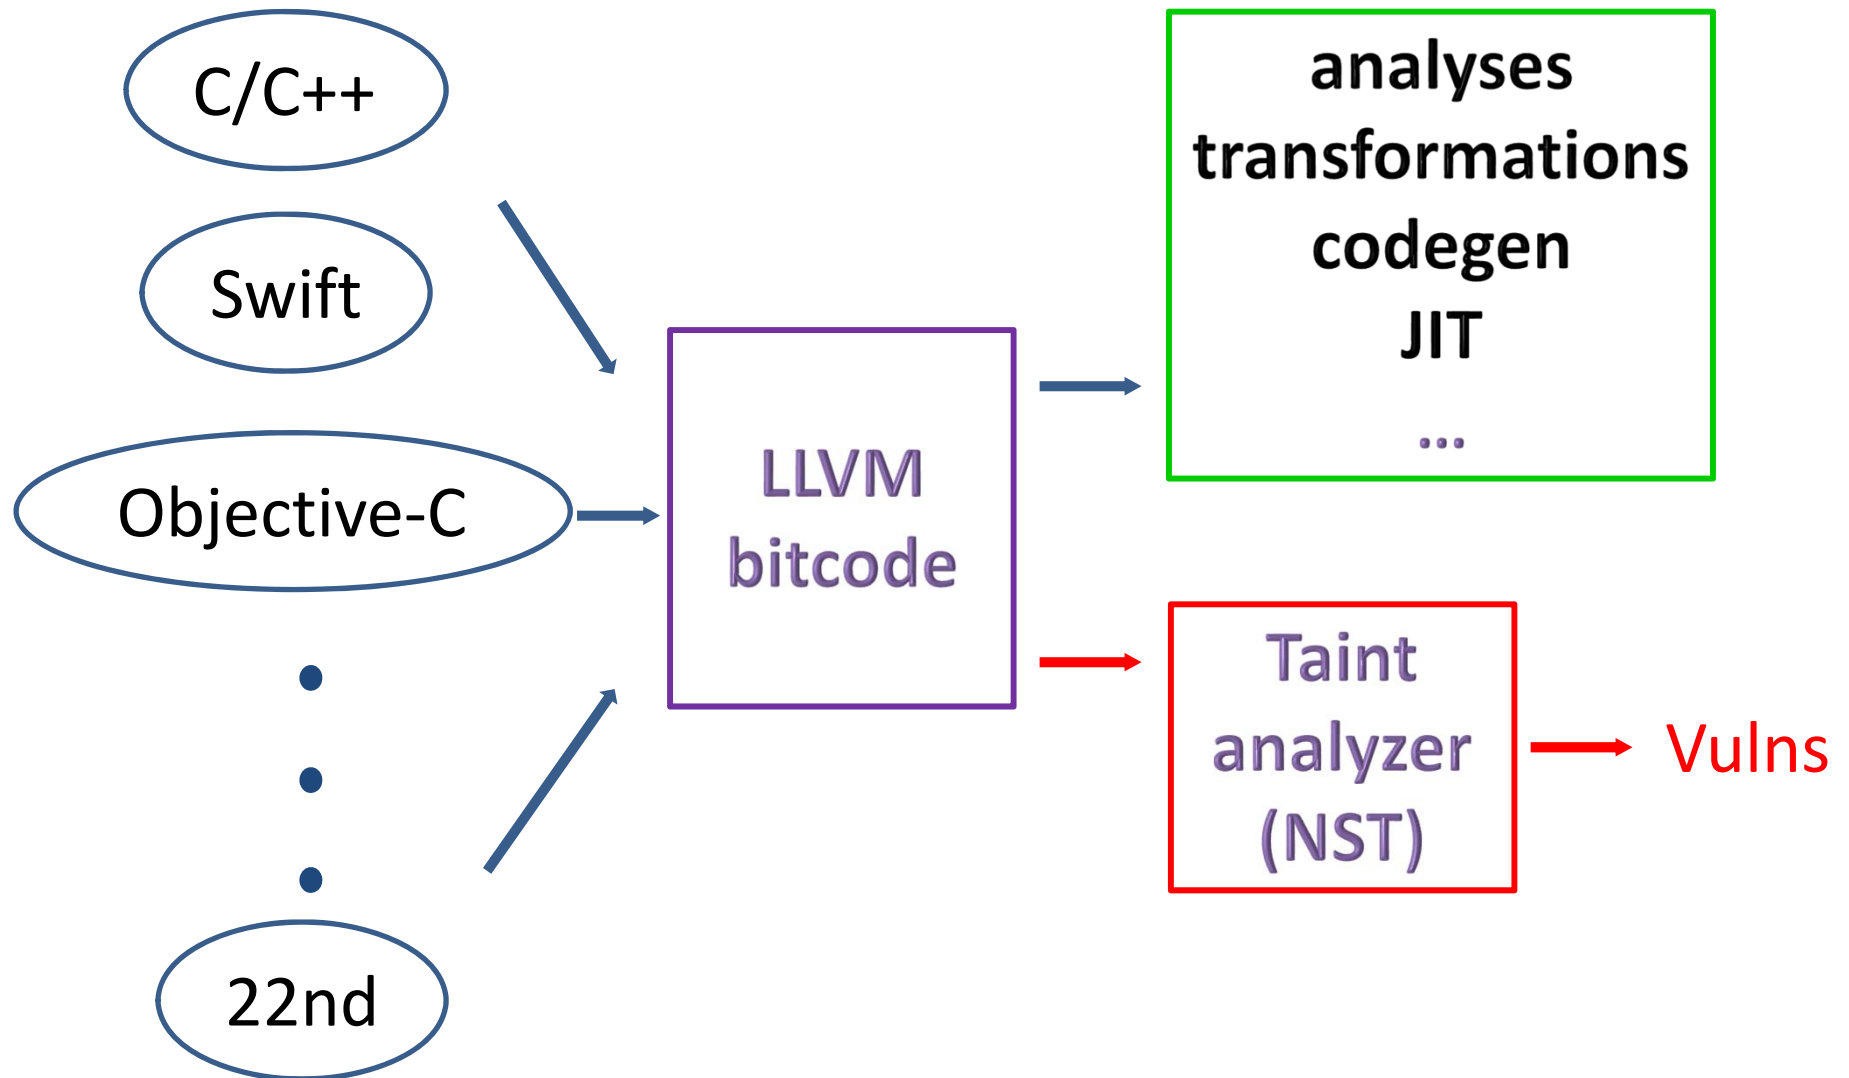 C/C++
Swift
Objective-C
22nd
LLVM
bitcode
analyses
transformations
codegen
JIT
...
Taint
analyzer
(NST)
Vulns